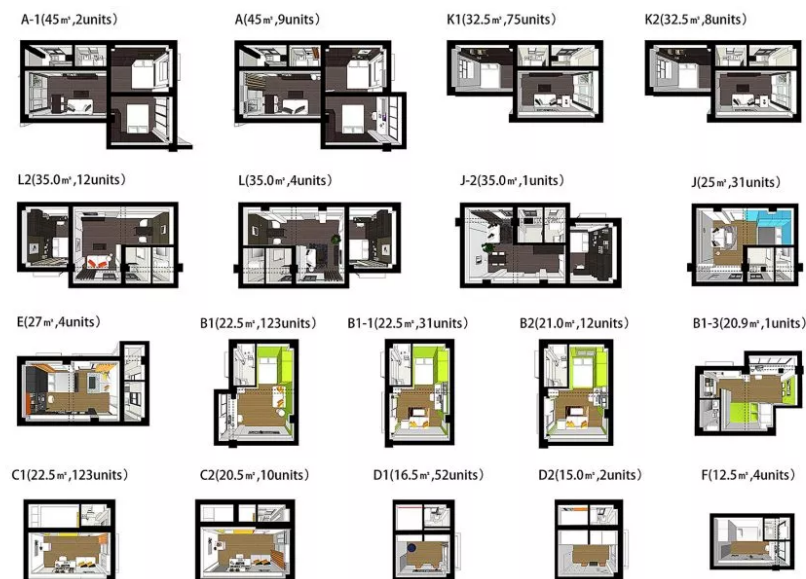 A-1(45㎡,2units)
A(45㎡,9units)
K1(32.5㎡,75units)
K2(32.5㎡,8units)
L2(35.0㎡,12units)
L(35.0㎡,4units)
J-2(35.0㎡,1units)
J(25㎡,31units)
E(27㎡,4units)
B1(22.5㎡,123units)
B1-1(22.5㎡,31units)
B2(21.0㎡,12units)
B1-3(20.9㎡,1units)
C1(22.5㎡,123units)
C2(20.5㎡,10units)
D1(16.5㎡,52units)
D2(15.0㎡,2units)
F(12.5㎡,4units)